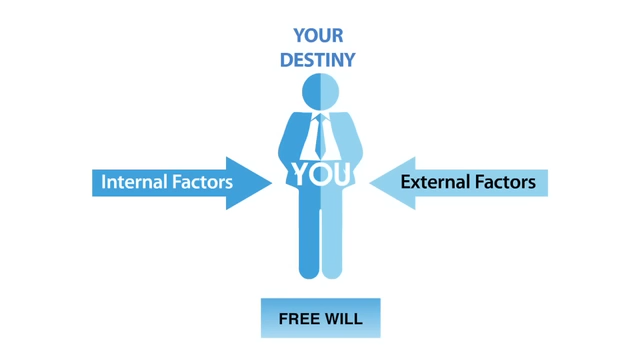 YOUR
DESTINY
Internal Factors
YOU
External Factors
FREE WILL